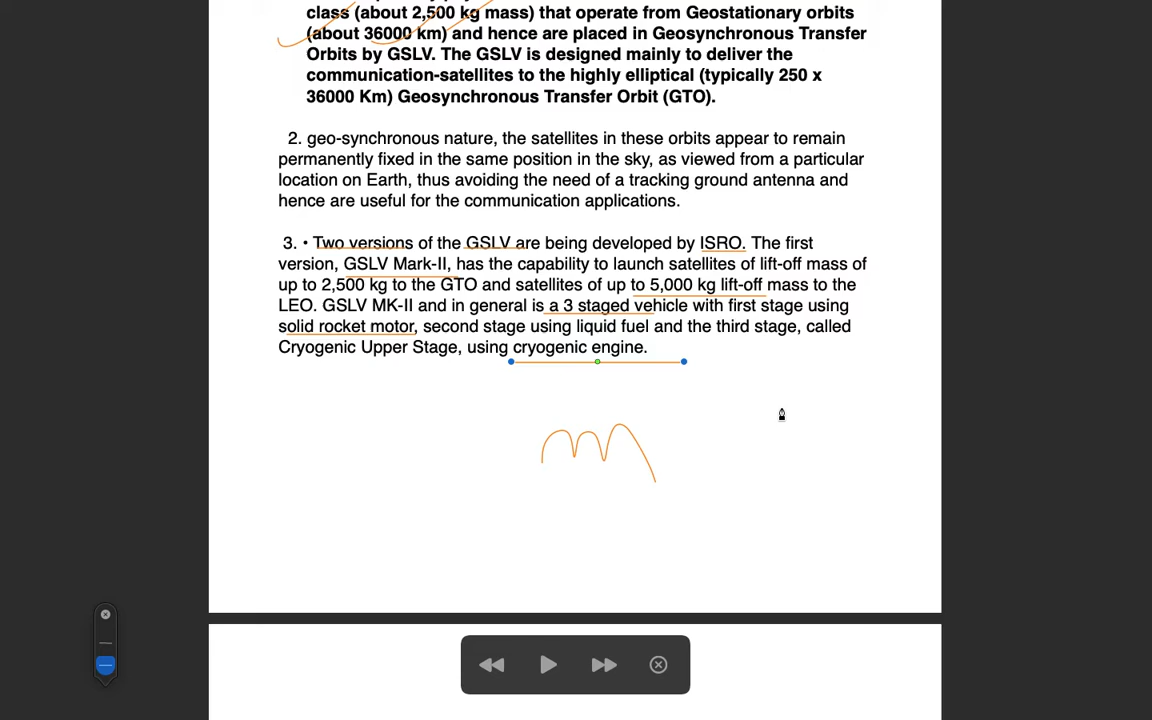 class (about 2,500 kg mass) that operate from Geostationary orbits
(about 36000 km) and hence are placed in Geosynchronous Transfer
Orbits by GSLV. The GSLV is designed mainly to deliver the
communication-satellites to the highly elliptical (typically 250 x
36000 Km) Geosynchronous Transfer Orbit (GTO).
2. geo-synchronous nature, the satellites in these orbits appear to remain
permanently fixed in the same position in the sky, as viewed from a particular
location on Earth, thus avoiding the need of a tracking ground antenna and
hence are useful for the communication applications.
3. • Two versions of the GSLV are being developed by ISRO. The first
version, GSLV Mark-II, has the capability to launch satellites of lift-off mass of
up to 2,500 kg to the GTO and satellites of up to 5,000 kg lift-off mass to the
LEO. GSLV MK-II and in general is a 3 staged vehicle with first stage using
solid rocket motor, second stage using liquid fuel and the third stage, called
Cryogenic Upper Stage, using cryogenic engine.